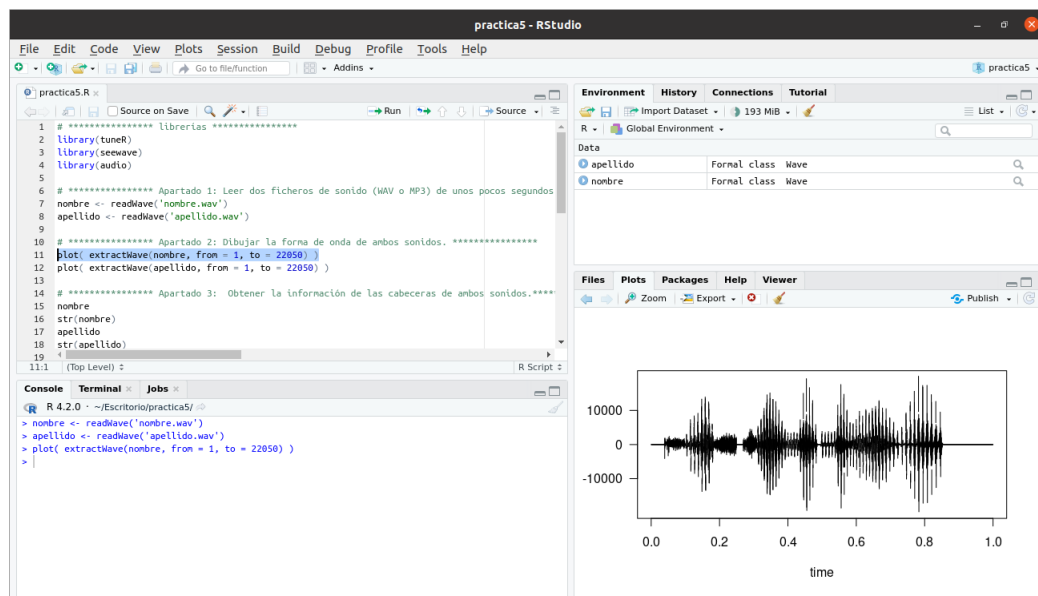 practica5 - RStudio
File Edit Code View Plots Session Build Debug Profile Tools Help
Go to file/function Addins practica5
practica5.R
Source on Save Run Source
1 # **************** librerias ****************
2 library(tuneR)
3 library(seewave)
4 library(audio)
5
6 # **************** Apartado 1: Leer dos ficheros de sonido (WAV o MP3) de unos pocos segundos
7 nombre <- readWave('nombre.wav')
8 apellido <- readWave('apellido.wav')
9
10 # **************** Apartado 2: Dibujar la forma de onda de ambos sonidos. ****************
11 plot( extractWave(nombre, from = 1, to = 22050) )
12 plot( extractWave(apellido, from = 1, to = 22050) )
13
14 # **************** Apartado 3:  Obtener la información de las cabeceras de ambos sonidos.****
15 nombre
16 str(nombre)
17 apellido
18 str(apellido)
19
11:1 (Top Level) R Script
Console Terminal Jobs
R 4.2.0 · ~/Escritorio/practica5/
> nombre <- readWave('nombre.wav')
> apellido <- readWave('apellido.wav')
> plot( extractWave(nombre, from = 1, to = 22050) )
>
Environment History Connections Tutorial
Import Dataset 193 MiB List
R Global Environment
Data
apellido Formal class Wave
nombre Formal class Wave
Files Plots Packages Help Viewer
Zoom Export Publish
10000
0
-10000
0.0 0.2 0.4 0.6 0.8 1.0
time